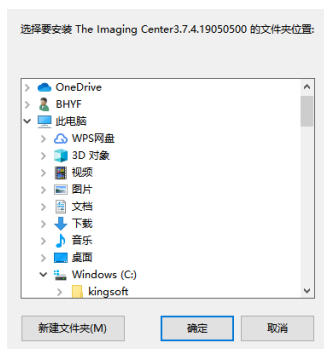 选择要安装 The Imaging Center3.7.4.19050500 的文件夹位置:
OneDrive
BHYF
此电脑
WPS网盘
3D 对象
视频
图片
文档
下载
音乐
桌面
Windows (C:)
kingsoft
新建文件夹(M) 确定 取消